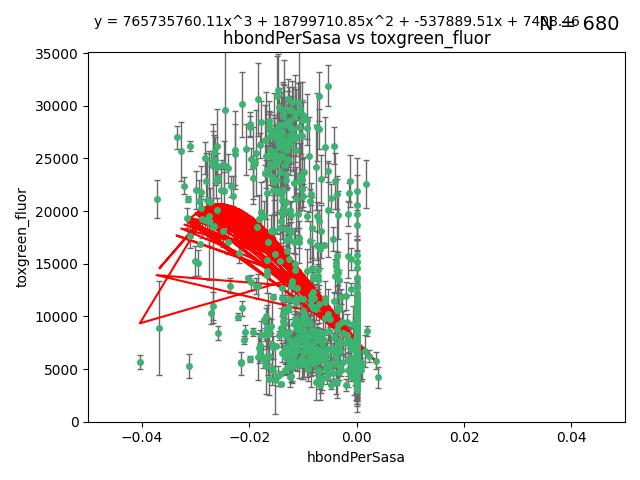 y = 765735760.11x^3 + 18799710.85x^2 + -537889.51x + 7408.46
N = 680
hbondPerSasa vs toxgreen_fluor
35000
30000
25000
20000
15000
10000
5000
0
toxgreen_fluor
−0.04
−0.02
0.00
0.02
0.04
hbondPerSasa